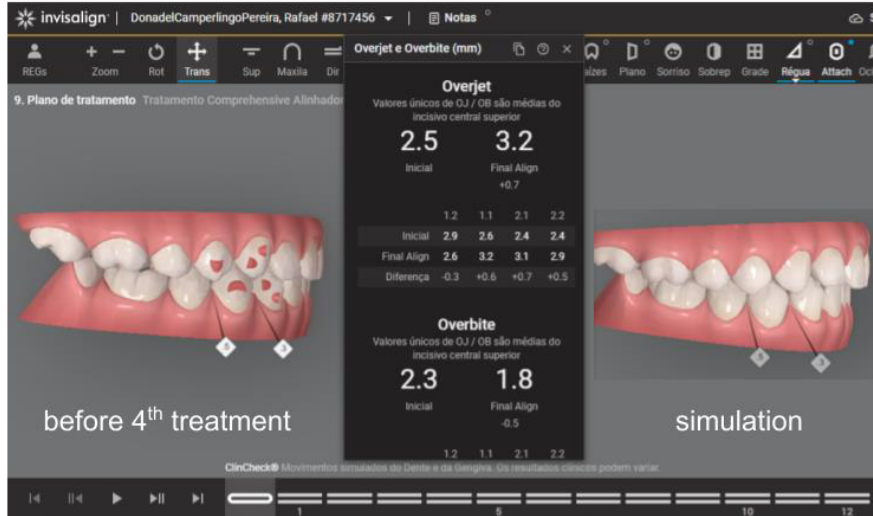 invisalign
DonadelCamperlingoPereira, Rafael #8717456
Notas
REGs
Zoom
Rot
Trans
Sup
Maxila
Dir
Overjet e Overbite (mm)
Plano
Sorriso
Sobrep
Grade
Régua
Attach
9. Plano de tratamento Tratamento Comprehensive
Overjet
Valores únicos de OJ / OB são médias do
incisivo central superior
2.5 3.2
Inicial Final Align
+0.7
1.2 1.1 2.1 2.2
Inicial 2.9 2.6 2.4 2.4
Final Align 2.6 3.2 3.1 2.9
Diferença -0.3 +0.6 +0.7 +0.5
Overbite
Valores únicos de OJ / OB são médias do
incisivo central superior
2.3 1.8
Inicial Final Align
-0.5
1.2 1.1 2.1 2.2
.5 .3
.3 .3
before 4th treatment
simulation
ClinCheck® Movimentos simulados do Dente e da Gengiva. Os resultados clínicos podem variar.
1 5 10 12